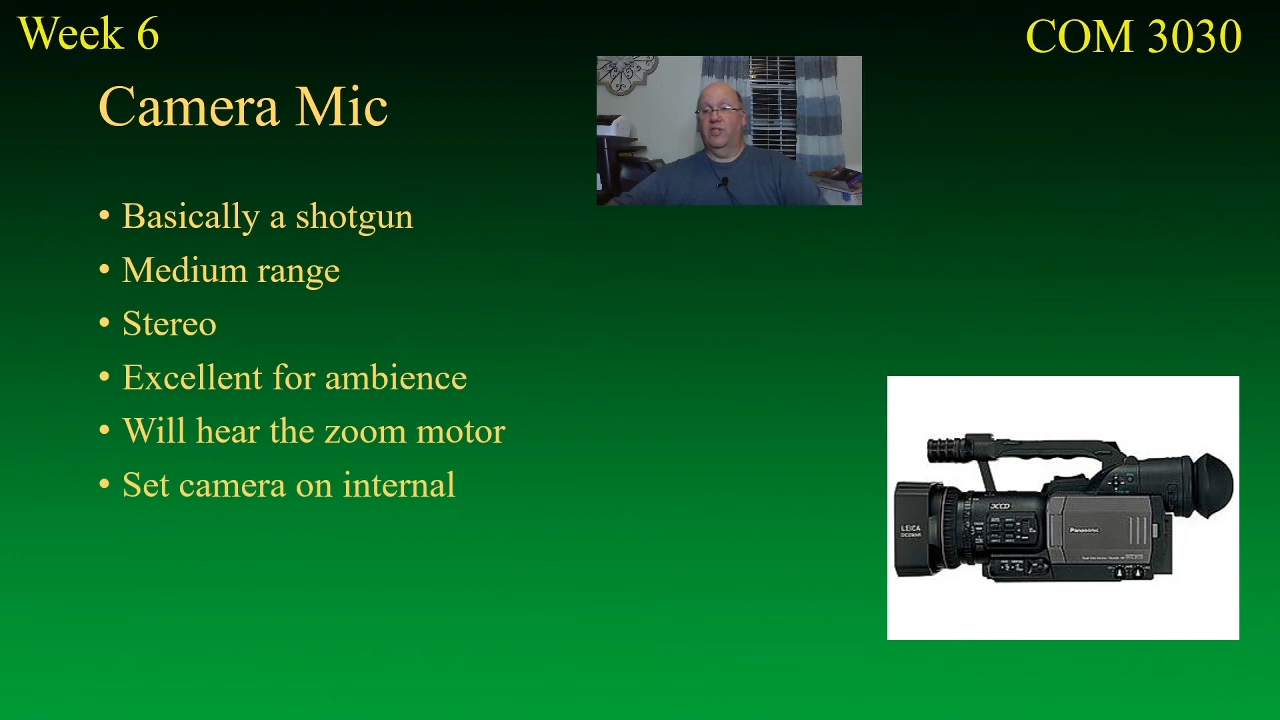 Week 6
COM 3030
Camera Mic
• Basically a shotgun
• Medium range
• Stereo
• Excellent for ambience
• Will hear the zoom motor
• Set camera on internal
3CCD
LEICA
DICOMAR
Panasonic